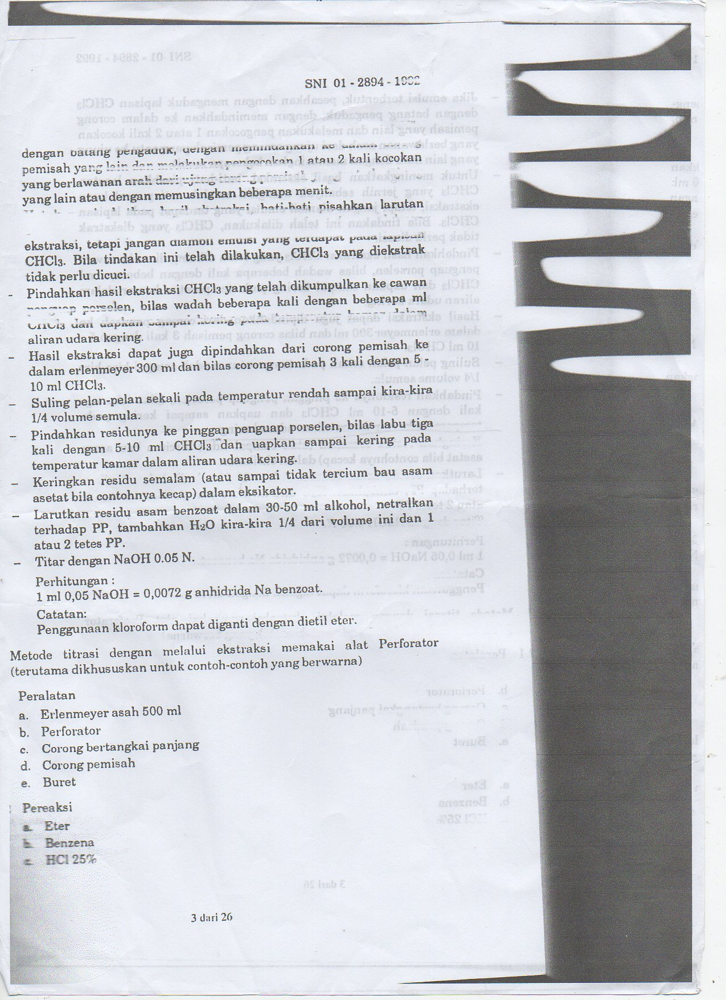 SNI 01 - 2894 - 1992
dengan batang pengaduk, dengan memindahkan ke
pemisah yang lain dan melakukan pengocokan 1 atau 2 kali kocokan
yang berlawanan arah dari ujung
yang lain atau dengan memusingkan beberapa menit.
hati-hati pisahkan larutan
ekstraksi, tetapi jangan diambil emulsi yang terdapat pada lapisan
CHCl3. Bila tindakan ini telah dilakukan, CHCl3 yang diekstrak
tidak perlu dicuci.
- Pindahkan hasil ekstraksi CHCl3 yang telah dikumpulkan ke cawan
porselen, bilas wadah beberapa kali dengan beberapa ml
CHCl3 dan uapkan sampai kering pada temperatur kamar dalam
aliran udara kering.
- Hasil ekstraksi dapat juga dipindahkan dari corong pemisah ke
dalam erlenmeyer 300 ml dan bilas corong pemisah 3 kali dengan 5 -
10 ml CHCl3.
- Suling pelan-pelan sekali pada temperatur rendah sampai kira-kira
1/4 volume semula.
- Pindahkan residunya ke pinggan penguap porselen, bilas labu tiga
kali dengan 5-10 ml CHCl3 dan uapkan sampai kering pada
temperatur kamar dalam aliran udara kering.
- Keringkan residu semalam (atau sampai tidak tercium bau asam
asetat bila contohnya kecap) dalam eksikator.
- Larutkan residu asam benzoat dalam 30-50 ml alkohol, netralkan
terhadap PP, tambahkan H2O kira-kira 1/4 dari volume ini dan 1
atau 2 tetes PP.
- Titar dengan NaOH 0.05 N.
Perhitungan :
1 ml 0,05 NaOH = 0,0072 g anhidrida Na benzoat.
Catatan:
Penggunaan kloroform dapat diganti dengan dietil eter.
Metode titrasi dengan melalui ekstraksi memakai alat Perforator
(terutama dikhususkan untuk contoh-contoh yang berwarna)
Peralatan
a. Erlenmeyer asah 500 ml
b. Perforator
c. Corong bertangkai panjang
d. Corong pemisah
e. Buret
Pereaksi
a. Eter
b. Benzena
c. HCl 25%
3 dari 26